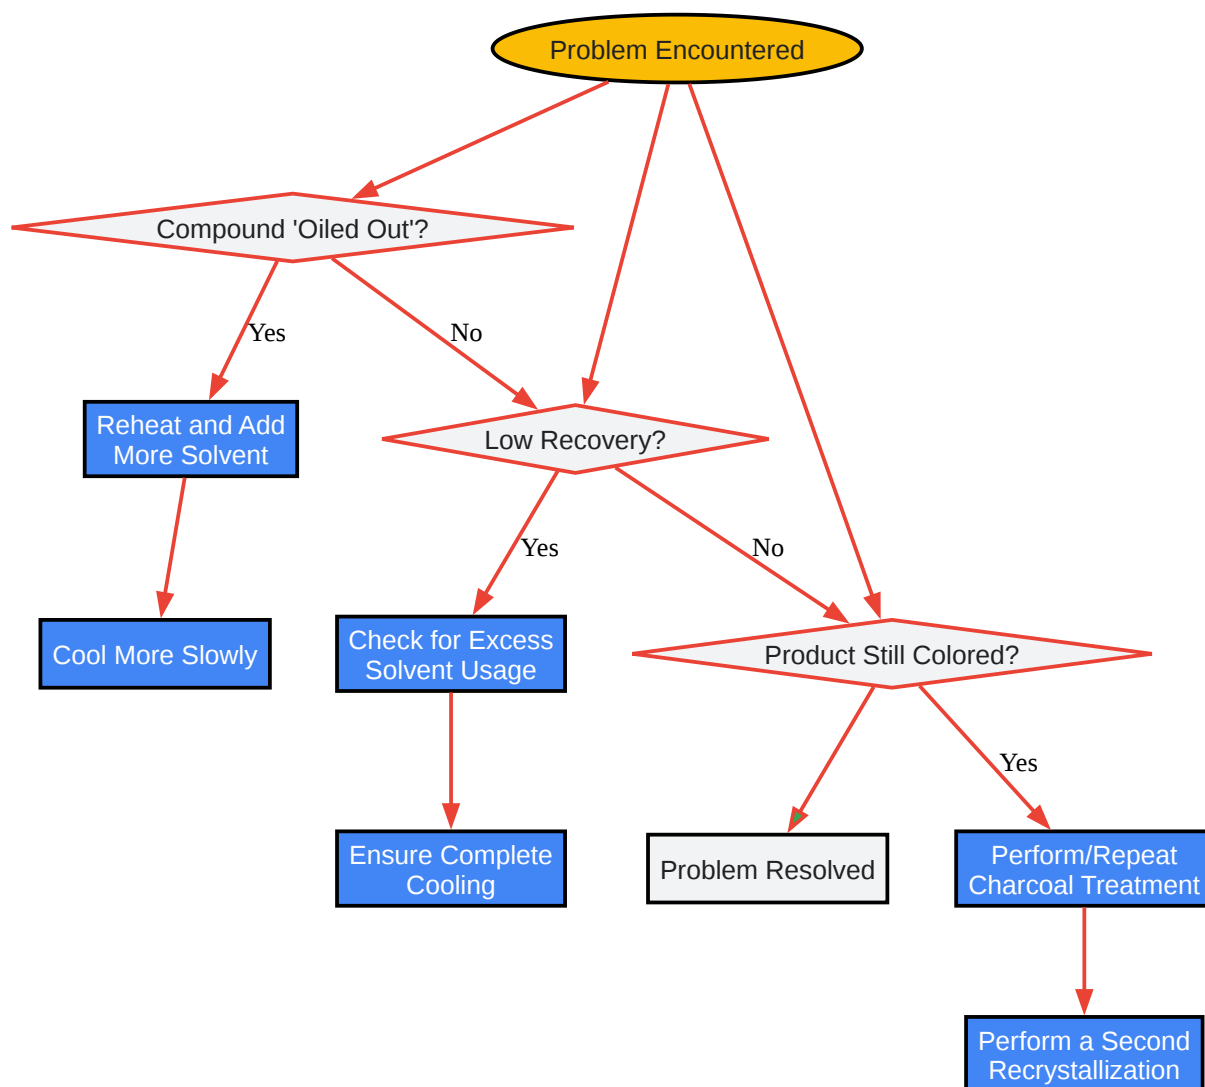 Problem Encountered
Compound 'Oiled Out'?
Yes
No
Reheat and Add
More Solvent
Low Recovery?
Yes
No
Cool More Slowly
Check for Excess
Solvent Usage
Product Still Colored?
Yes
Ensure Complete
Cooling
Problem Resolved
Perform/Repeat
Charcoal Treatment
Perform a Second
Recrystallization